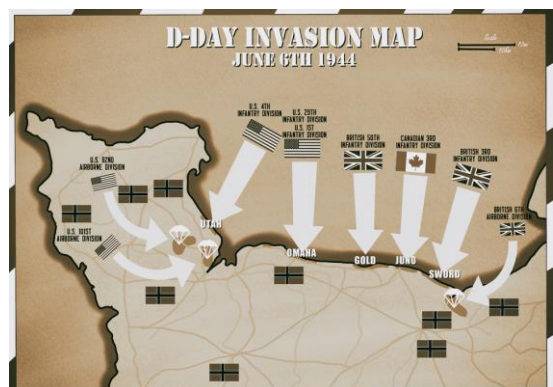 D-DAY INVASION MAP
JUNE 6TH 1944
Scale
U.S. 4TH
INFANTRY DIVISION
U.S. 29TH
INFANTRY DIVISION
U.S. 1ST
INFANTRY DIVISION
BRITISH 50TH
INFANTRY DIVISION
CANADIAN 3RD
INFANTRY DIVISION
BRITISH 3RD
INFANTRY DIVISION
U.S. 82ND
AIRBORNE DIVISION
BRITISH 6TH
AIRBORNE DIVISION
U.S. 101ST
AIRBORNE DIVISION
UTAH
OMAHA
GOLD
JUNO
SWORD